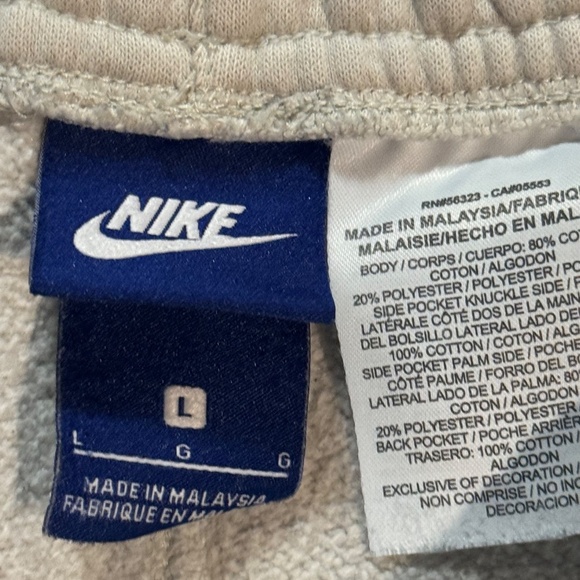 NIKE
L
L G G
MADE IN MALAYSIA
FABRIQUE EN
RN#56323 - CA#05553
MADE IN MALAYSIA/FABRIQ
MALAISIE/HECHO EN MAL
BODY / CORPS / CUERPO: 80% CO
COTON / ALGODON
20% POLYESTER / POLYESTER / PO
SIDE POCKET KNUCKLE SIDE / F
LATÉRALE CÔTÉ DOS DE LA MAIN
DEL BOLSILLO LATERAL LADO DE
100% COTTON / COTON / ALG
SIDE POCKET PALM SIDE / POCHE
CÔTÉ PAUME / FORRO DEL B
LATERAL LADO DE LA PALMA: 80
COTON / ALGODON
20% POLYESTER / POLYESTER
BACK POCKET / POCHE ARRIÈR
TRASERO: 100% COTTON /
ALGODON
EXCLUSIVE OF DECORATION /
NON COMPRISE / NO INC
DECORACION